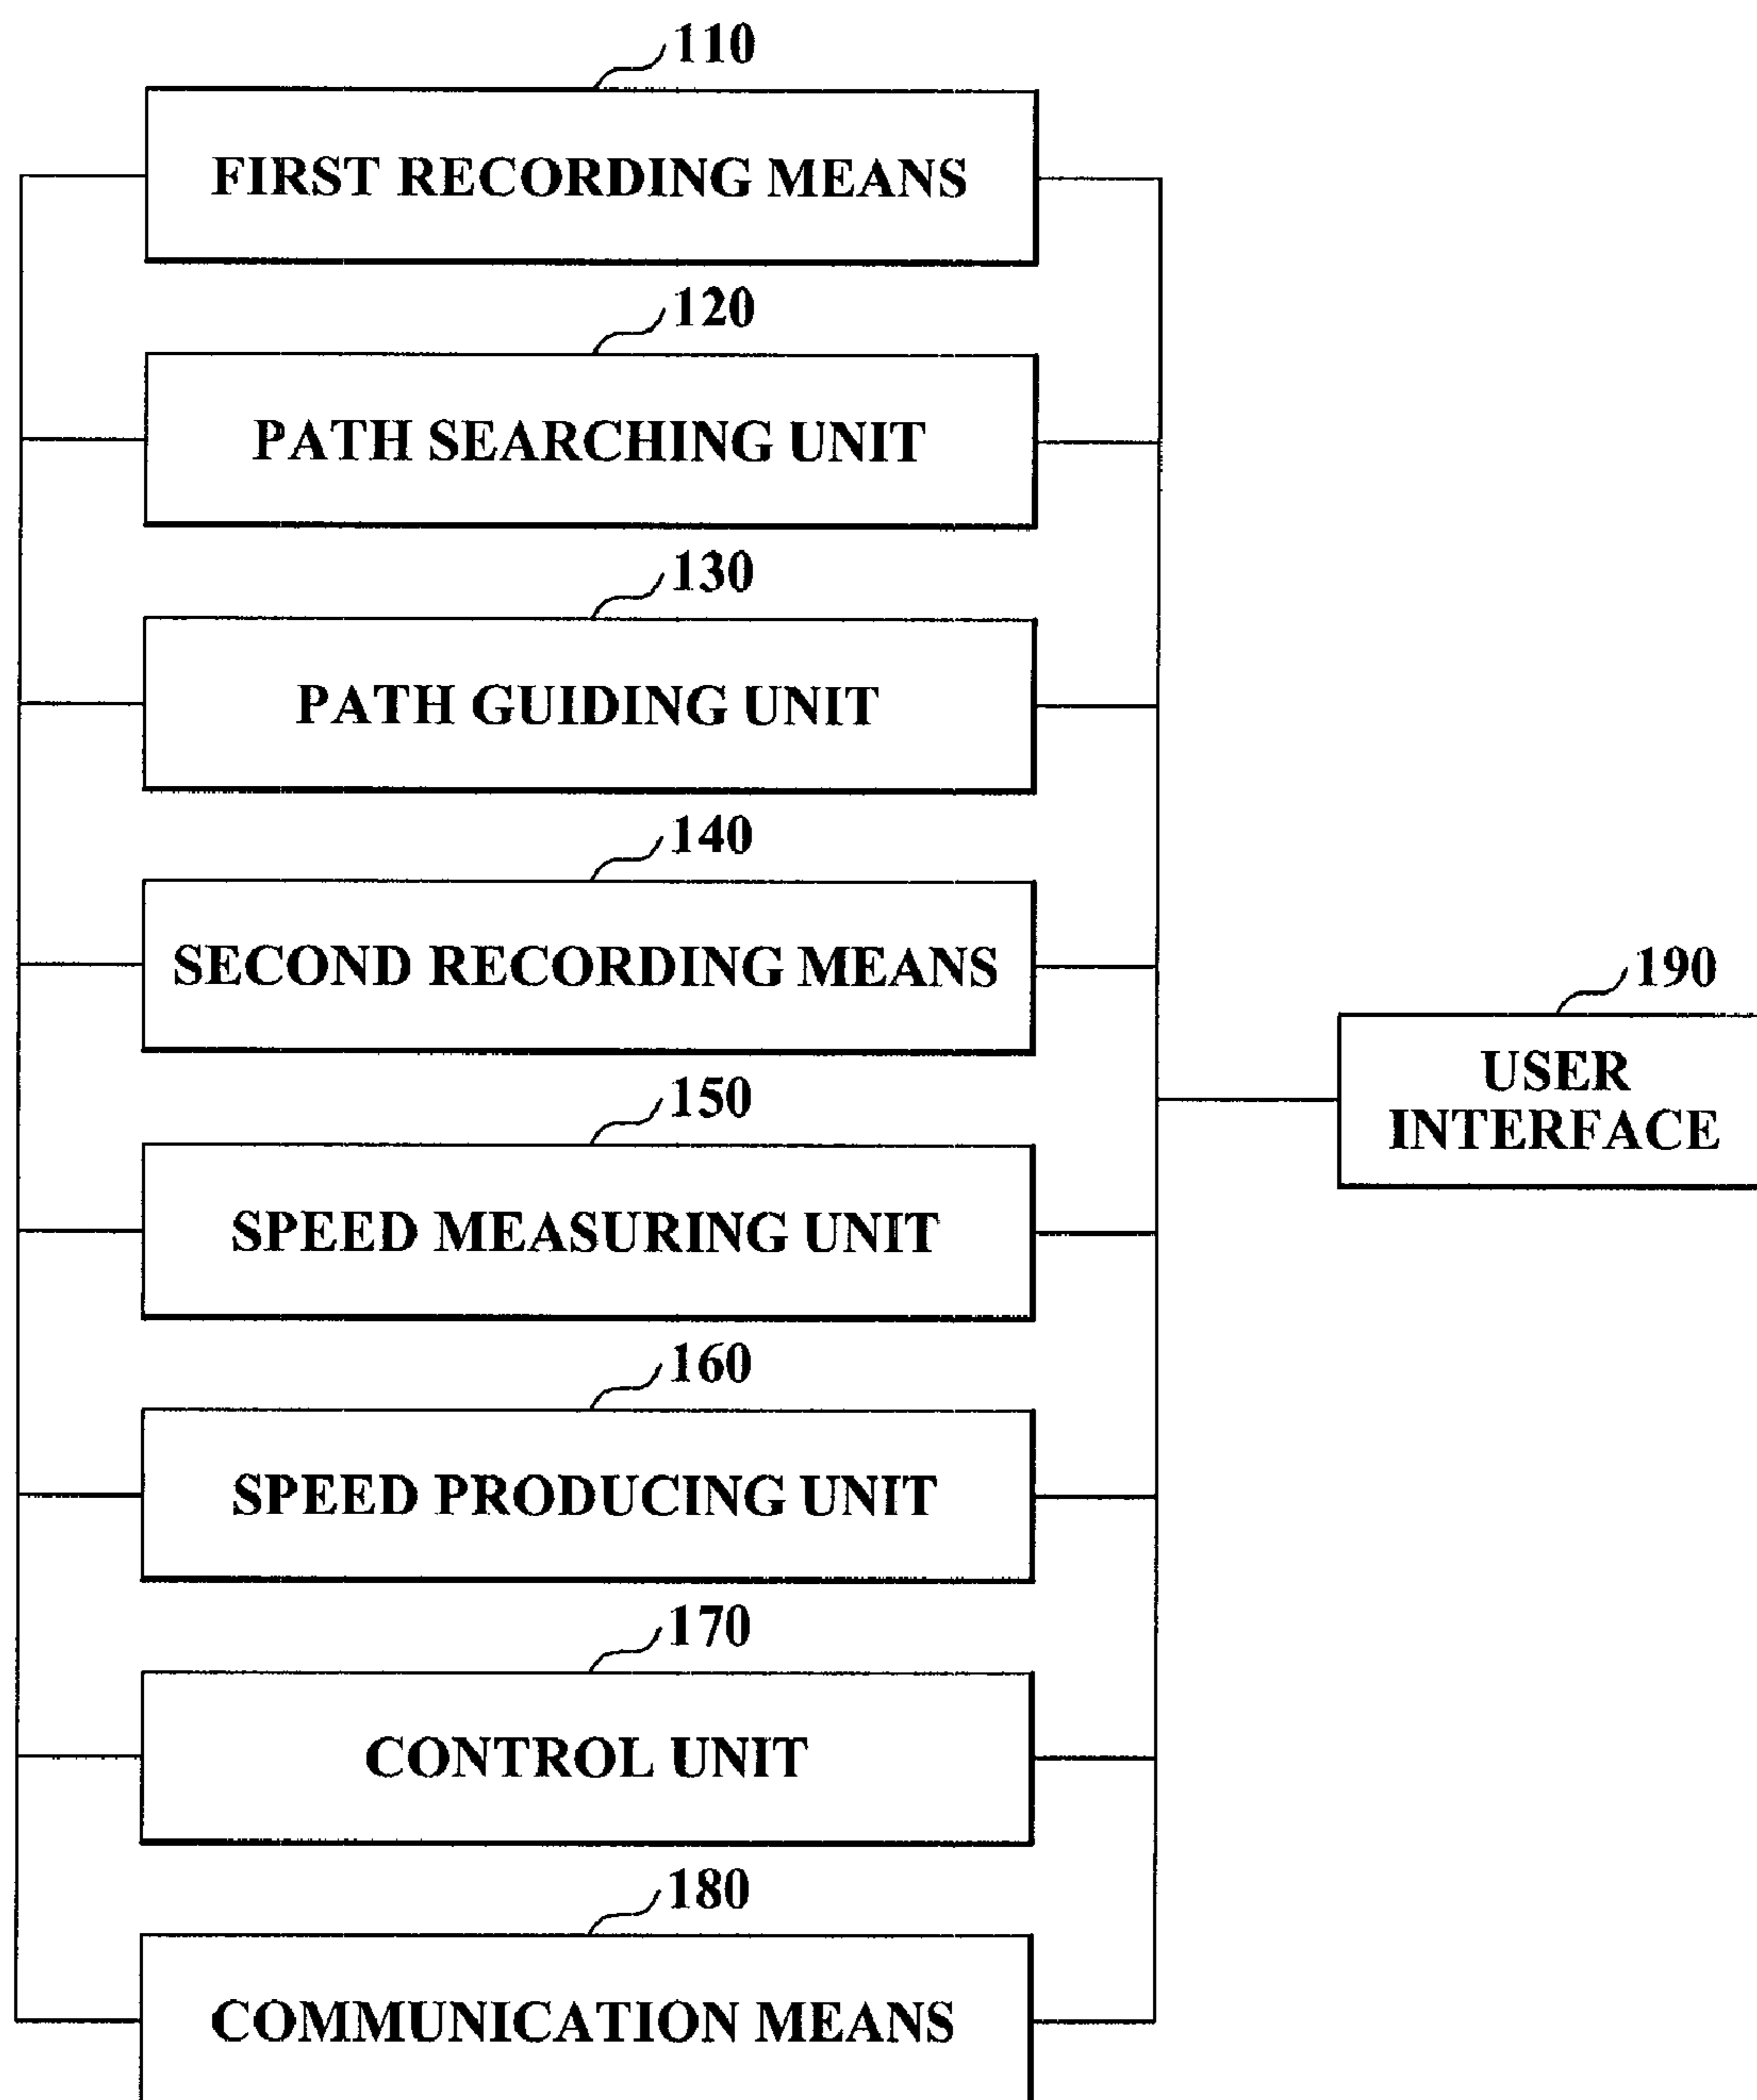 110
FIRST RECORDING MEANS
120
PATH SEARCHING UNIT
130
PATH GUIDING UNIT
140
SECOND RECORDING MEANS
150
SPEED MEASURING UNIT
160
SPEED PRODUCING UNIT
170
CONTROL UNIT
180
COMMUNICATION MEANS
190
USER
INTERFACE